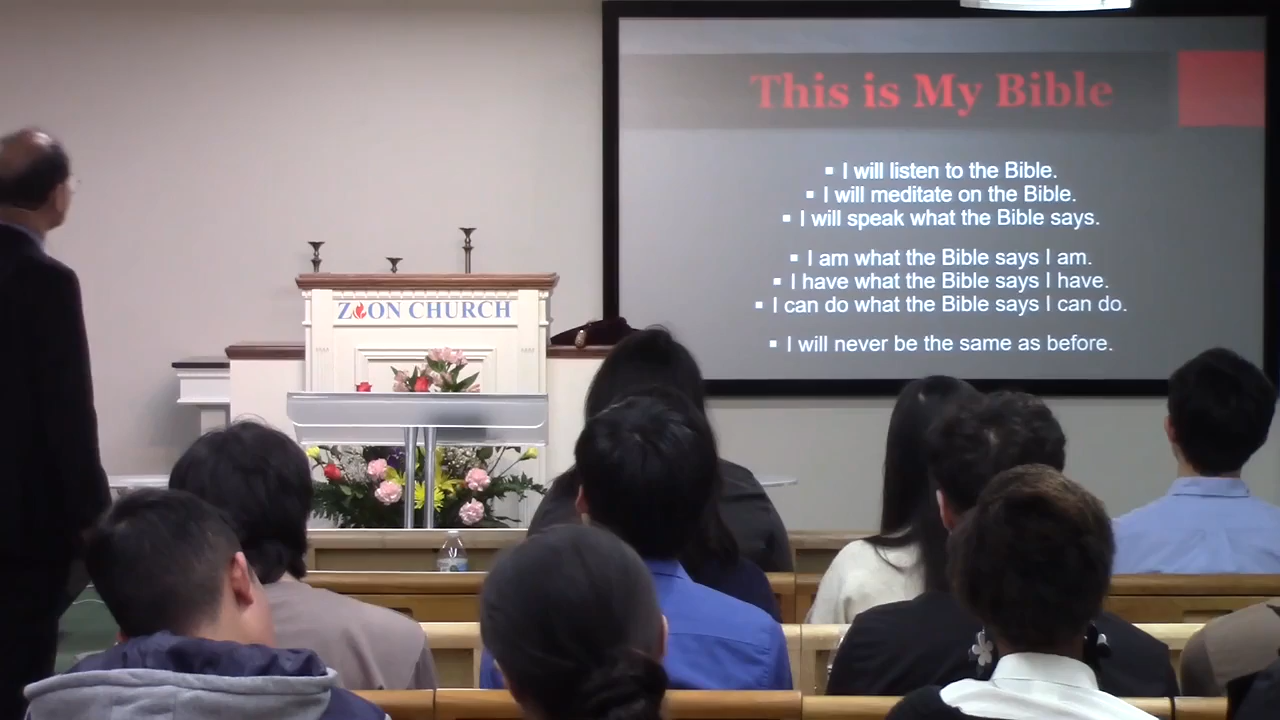 This is My Bible
▪ I will listen to the Bible.
▪ I will meditate on the Bible.
▪ I will speak what the Bible says.
▪ I am what the Bible says I am.
▪ I have what the Bible says I have.
▪ I can do what the Bible says I can do.
▪ I will never be the same as before.
ZION CHURCH